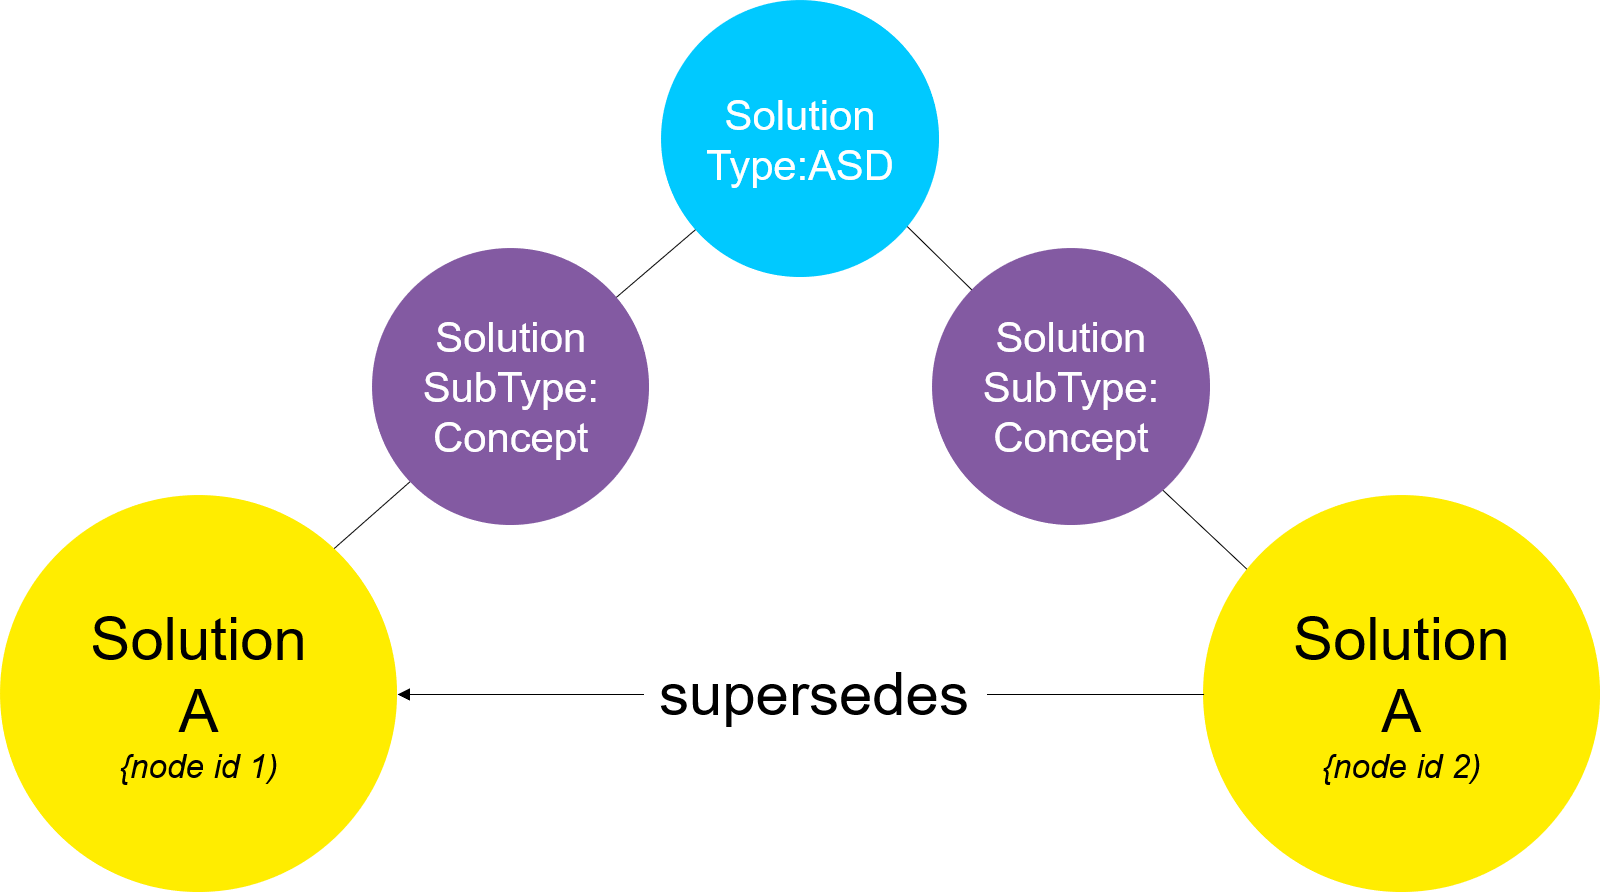 Solution
Type:ASD
Solution
SubType:
Concept
Solution
SubType:
Concept
Solution
A
{node id 1)
supersedes
Solution
A
{node id 2)